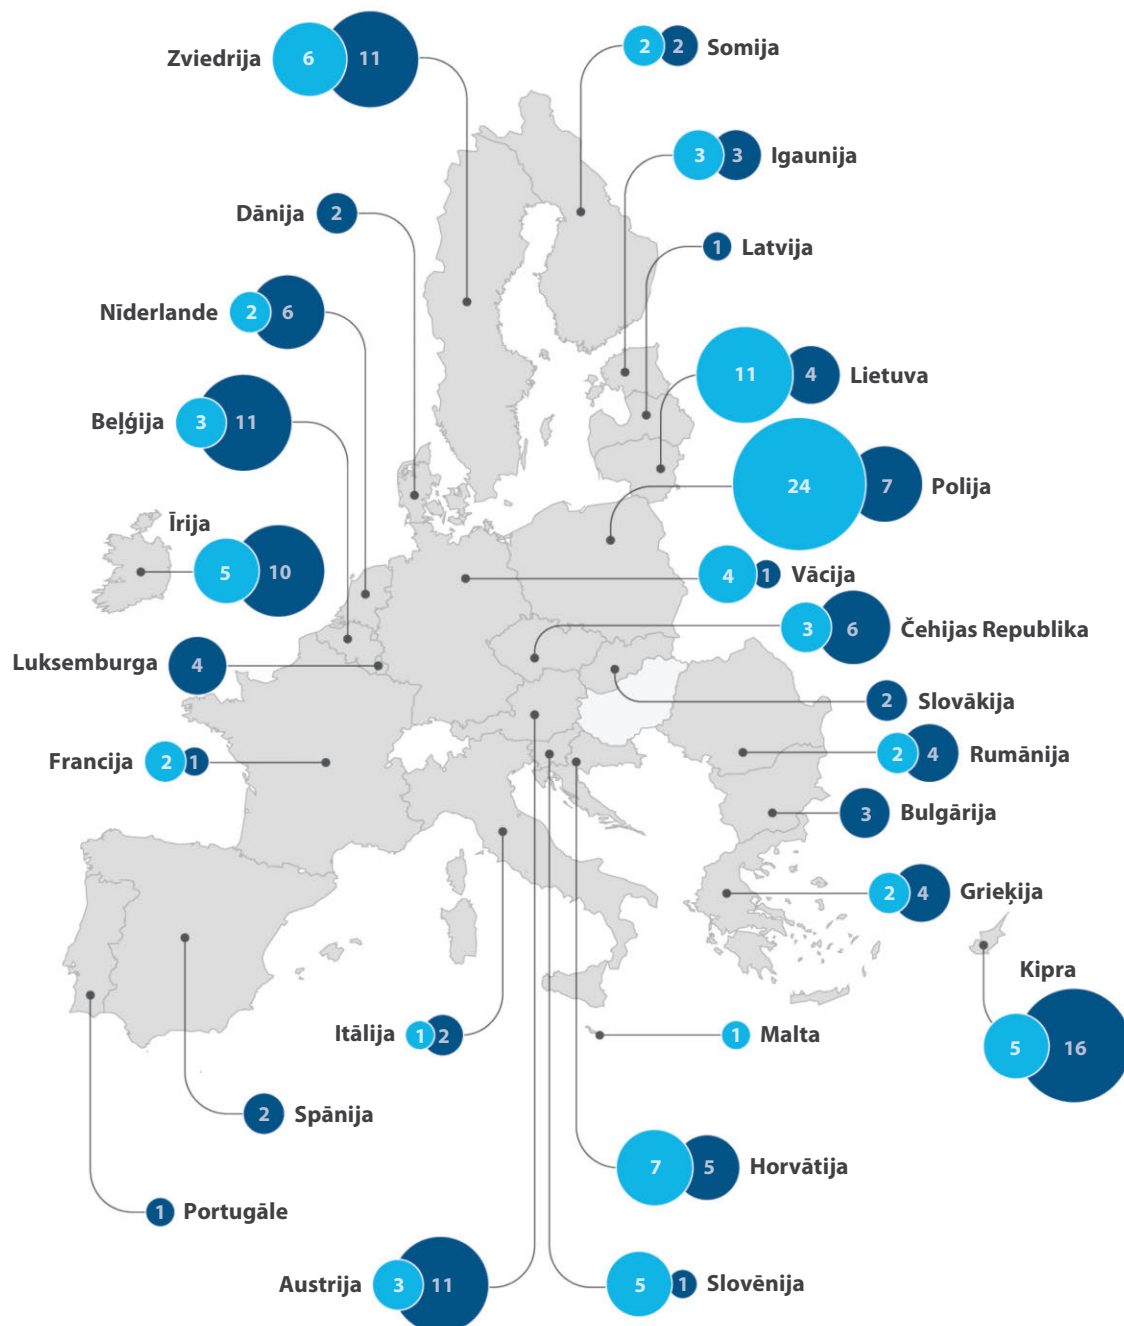 Zviedrija 6 11
2 2 Somija
3 3 Igaunija
Dānija 2
1 Latvija
Nīderlande 2 6
11 4 Lietuva
Beļģija 3 11
24 7 Polija
Īrija
5 10
4 1 Vācija
3 6 Čehijas Republika
Luksemburga 4
2 Slovākija
2 4 Rumānija
Francija 2 1
3 Bulgārija
2 4 Grieķija
Kipra
5 16
Itālija 1 2
1 Malta
2 Spānija
7 5 Horvātija
1 Portugāle
Austrija 3 11
5 1 Slovēnija